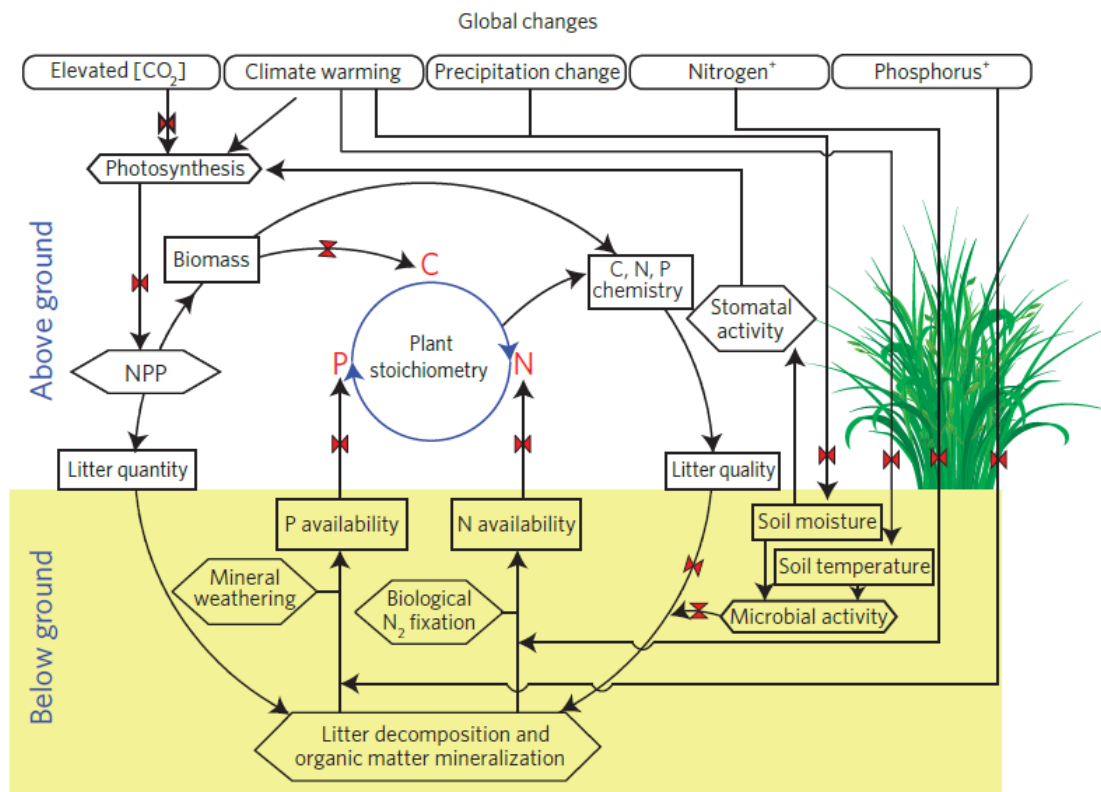 Global changes
Elevated [CO₂]
Climate warming
Precipitation change
Nitrogen⁺
Phosphorus⁺
Photosynthesis
Above ground
Biomass
C
C, N, P
chemistry
Stomatal
activity
Plant
stoichiometry
P
N
NPP
Litter quantity
Litter quality
Below ground
P availability
N availability
Soil moisture
Soil temperature
Mineral
weathering
Biological
N₂ fixation
Microbial activity
Litter decomposition and
organic matter mineralization